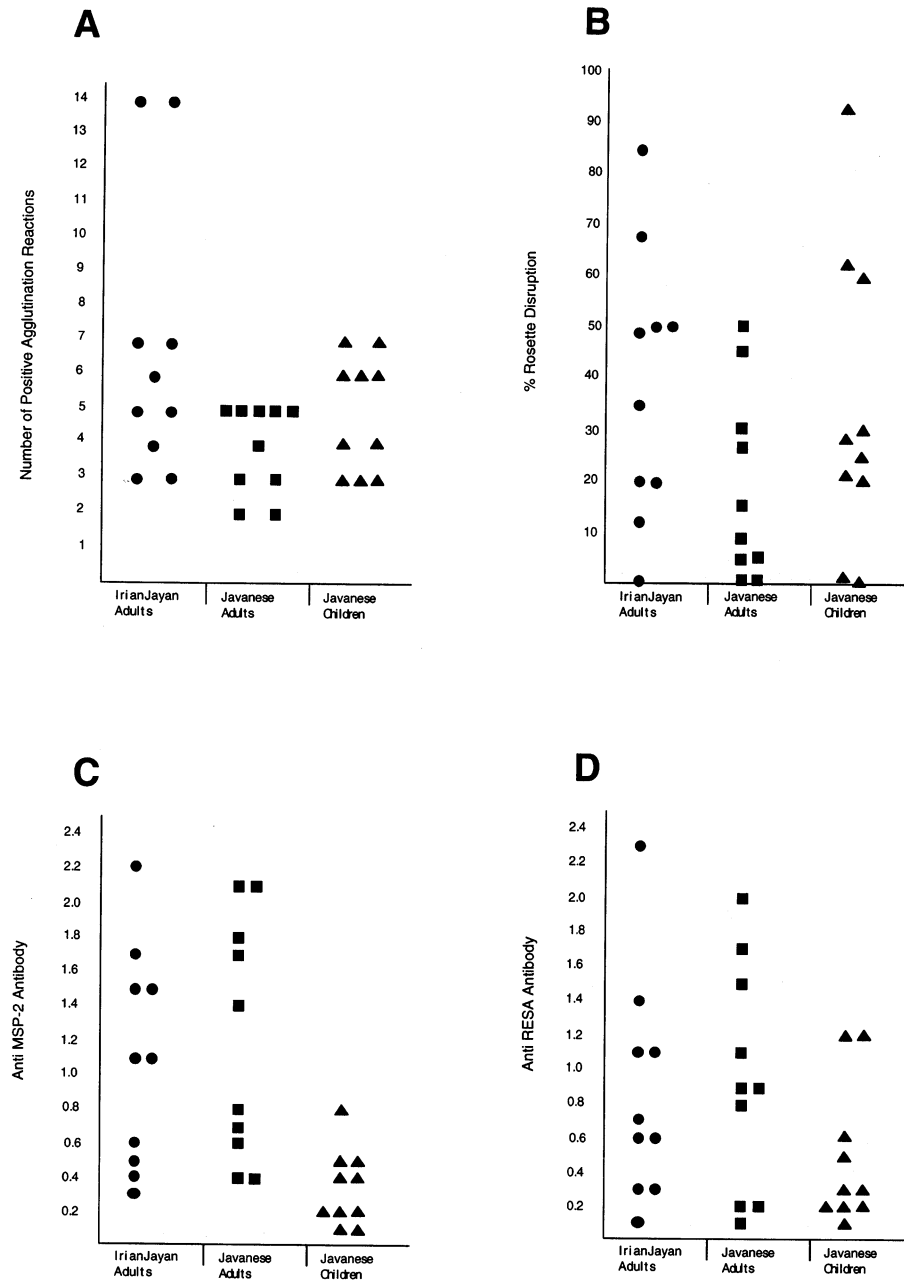 A
Number of Positive Agglutination Reactions
14
13
12
11
10
9
8
7
6
5
4
3
2
1
IrianJayan
Adults
Javanese
Adults
Javanese
Children
B
% Rosette Disruption
100
90
80
70
60
50
40
30
20
10
IrianJayan
Adults
Javanese
Adults
Javanese
Children
C
Anti MSP-2 Antibody
2.4
2.2
2.0
1.8
1.6
1.4
1.2
1.0
0.8
0.6
0.4
0.2
IrianJayan
Adults
Javanese
Adults
Javanese
Children
D
Anti RESA Antibody
2.4
2.2
2.0
1.8
1.6
1.4
1.2
1.0
0.8
0.6
0.4
0.2
IrianJayan
Adults
Javanese
Adults
Javanese
Children